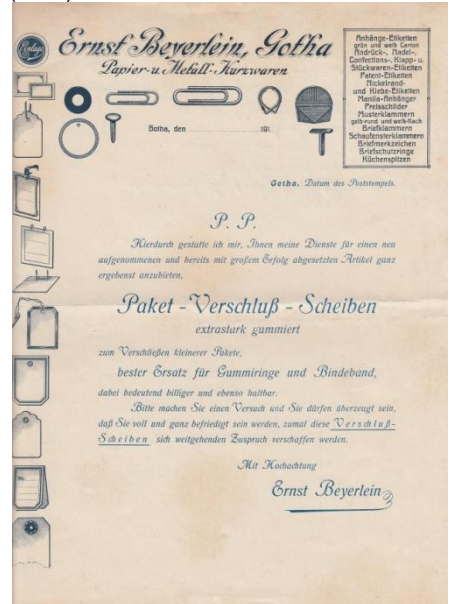 Ernst Beyerlein, Gotha
Papier- u. Metall-Kurzwaren
Anhänge-Etiketten
grün und weiß Carton
Andrück-, Nadel-,
Confections-, Klapp- u.
Stückwaren-Etiketten
Patent-Etiketten
Nickelrand-
und Klebe-Etiketten
Manila-Anhänger
Preisschilder
Musterklammern
gelb-rund und weiß-flach
Briefklammern
Schaufensterklammern
Briefmerkzeichen
Briefschutzringe
Küchenspitzen
Gotha, den 191
Gotha, Datum des Poststempels.
P. P.
Hierdurch gestatte ich mir, Ihnen meine Dienste für einen neu
aufgenommenen und bereits mit großem Erfolg abgesetzten Artikel ganz
ergebenst anzubieten,
Paket-Verschluß-Scheiben
extrastark gummiert
zum Verschließen kleinerer Pakete,
bester Ersatz für Gummiringe und Bindeband,
dabei bedeutend billiger und ebenso haltbar.
Bitte machen Sie einen Versuch und Sie dürfen überzeugt sein,
daß Sie voll und ganz befriedigt sein werden, zumal diese Verschluß-
Scheiben sich weitgehenden Zuspruch verschaffen werden.
Mit Hochachtung
Ernst Beyerlein